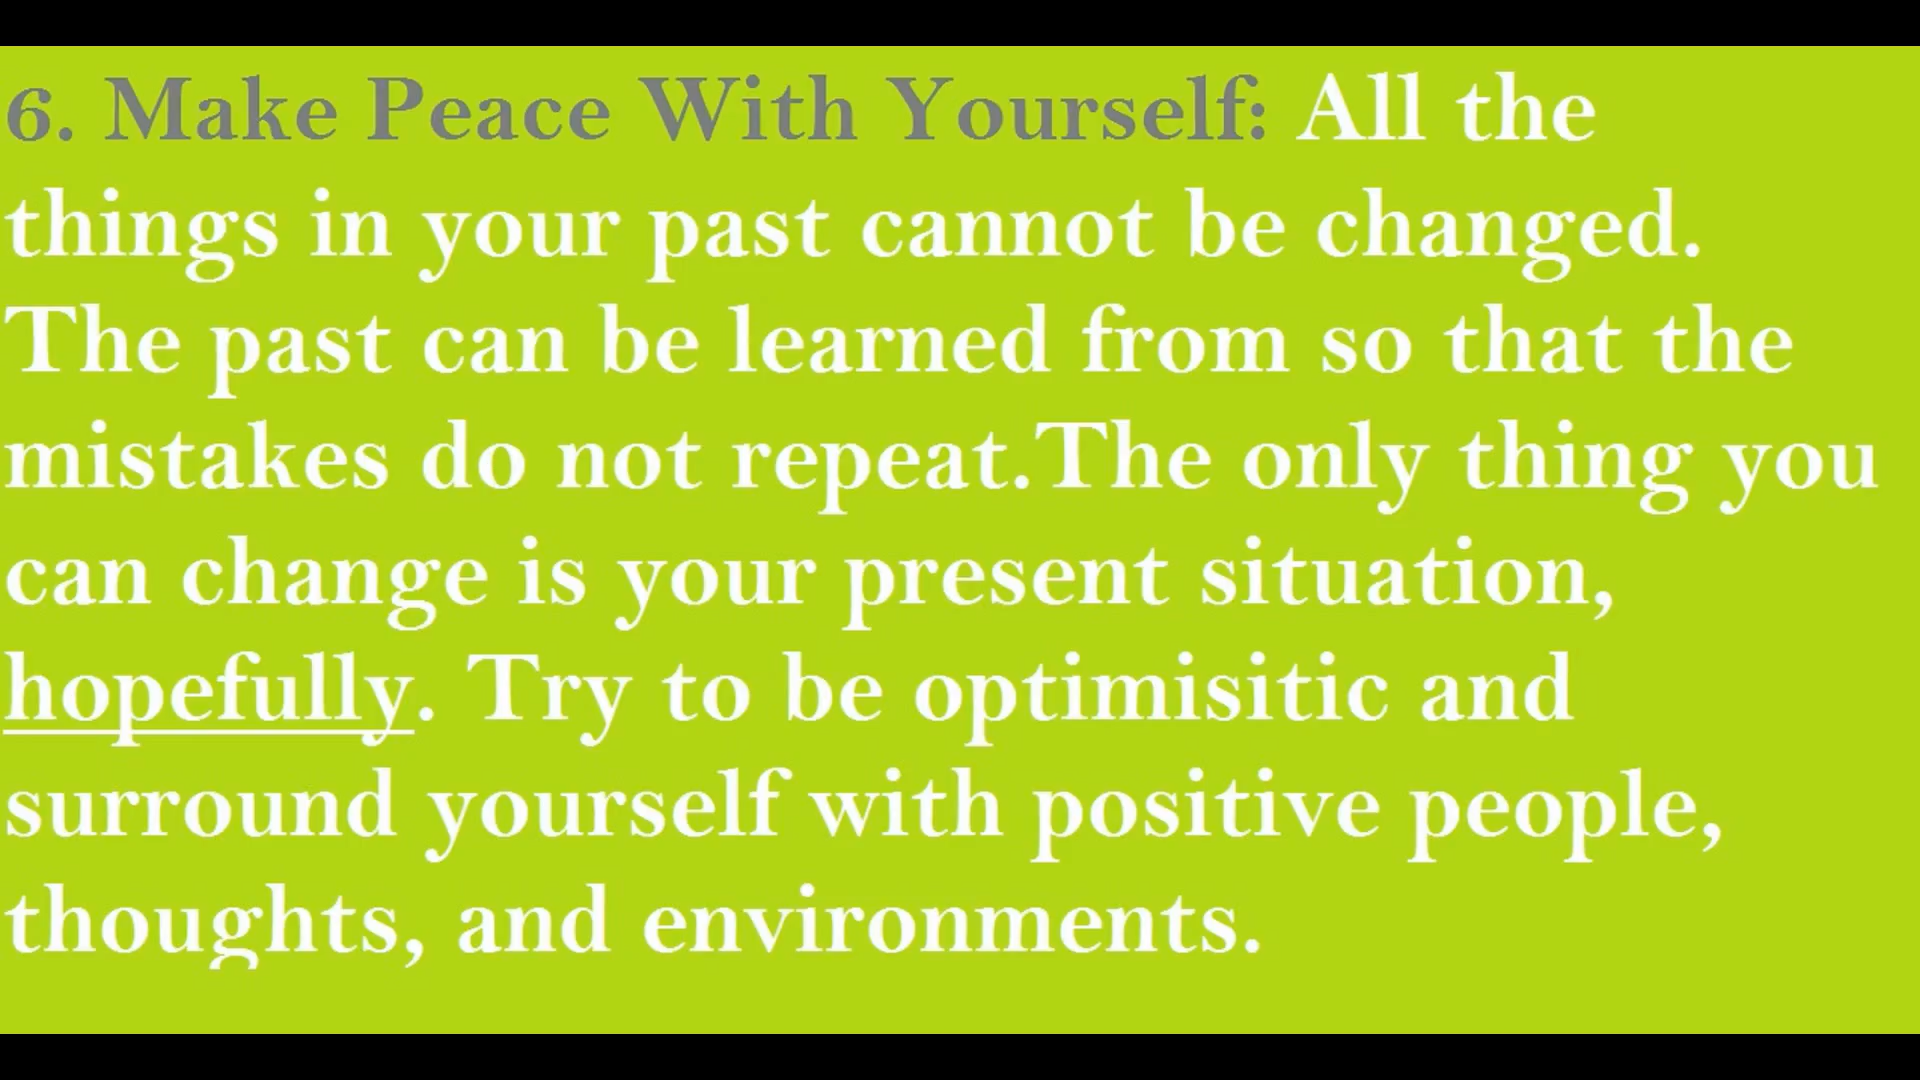 6. Make Peace With Yourself: All the
things in your past cannot be changed.
The past can be learned from so that the
mistakes do not repeat.The only thing you
can change is your present situation,
hopefully. Try to be optimisitic and
surround yourself with positive people,
thoughts, and environments.